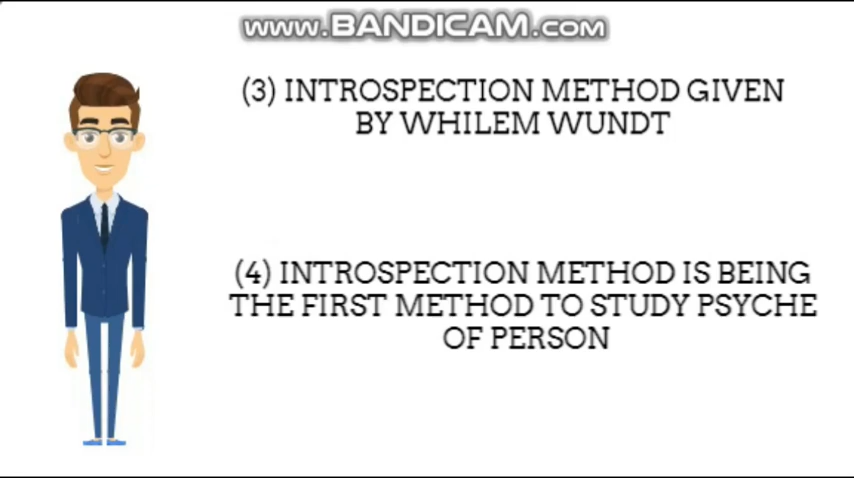 www.BANDICAM.com
(3) INTROSPECTION METHOD GIVEN
BY WHILEM WUNDT
(4) INTROSPECTION METHOD IS BEING
THE FIRST METHOD TO STUDY PSYCHE
OF PERSON